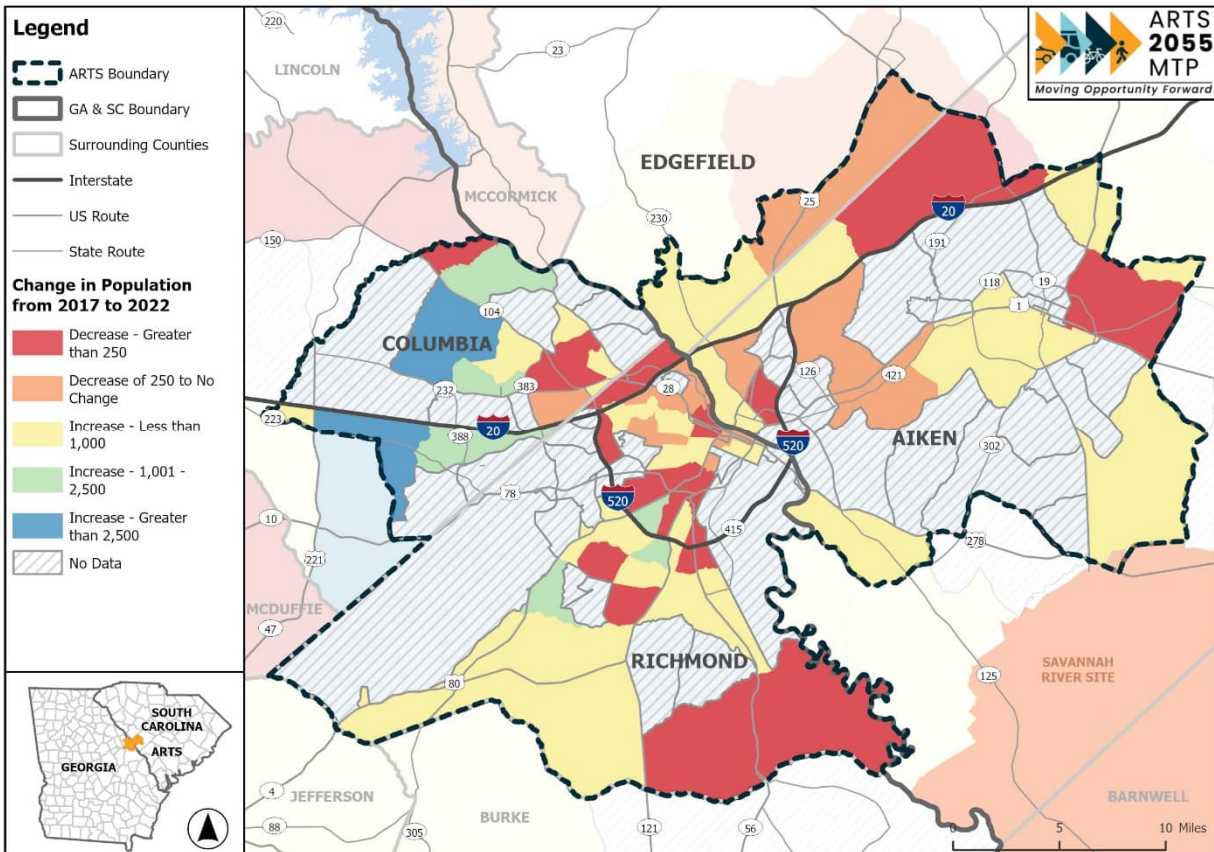 Legend
ARTS Boundary
GA & SC Boundary
Surrounding Counties
Interstate
US Route
State Route
Change in Population
from 2017 to 2022
Decrease - Greater
than 250
Decrease of 250 to No
Change
Increase - Less than
1,000
Increase - 1,001 -
2,500
Increase - Greater
than 2,500
No Data
SOUTH
CAROLINA
ARTS
GEORGIA
ARTS
2055
MTP
Moving Opportunity Forward
220
23
LINCOLN
MCCORMICK
EDGEFIELD
25
20
230
150
191
118
19
1
104
COLUMBIA
232
383
28
126
421
223
20
388
AIKEN
302
520
78
520
415
10
221
278
MCDUFFIE
47
RICHMOND
80
125
SAVANNAH
RIVER SITE
4
JEFFERSON
BURKE
BARNWELL
88
305
121
56
0
5
10 Miles